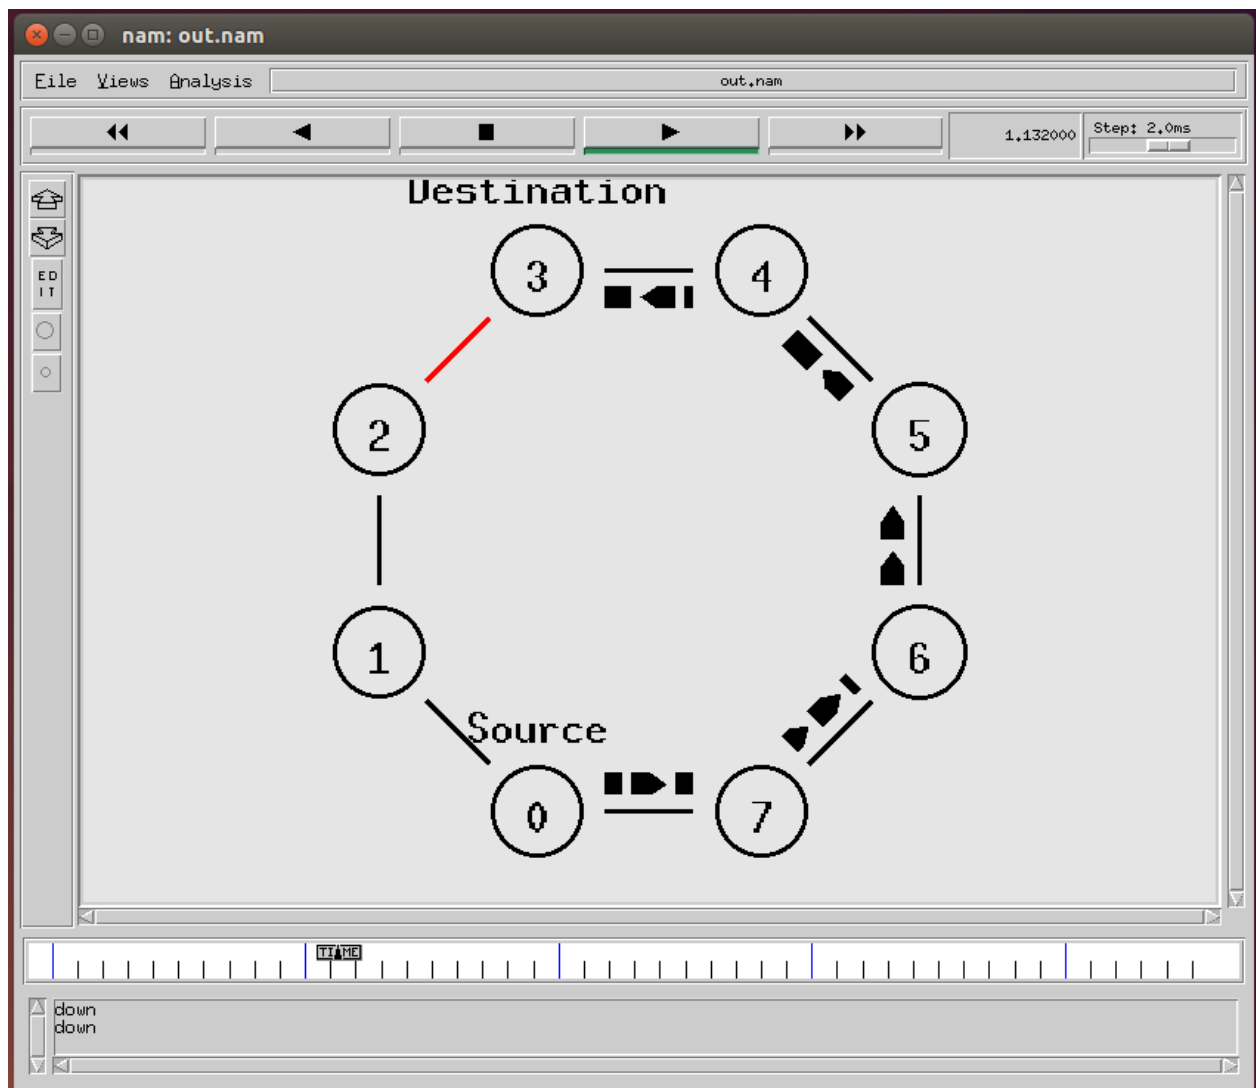 nam: out.nam
File Views Analysis out.nam
1.132000 Step: 2.0ms
Destination
ED
IT
3 4
2 5
1 6
Source
0 7
TIME
down
down